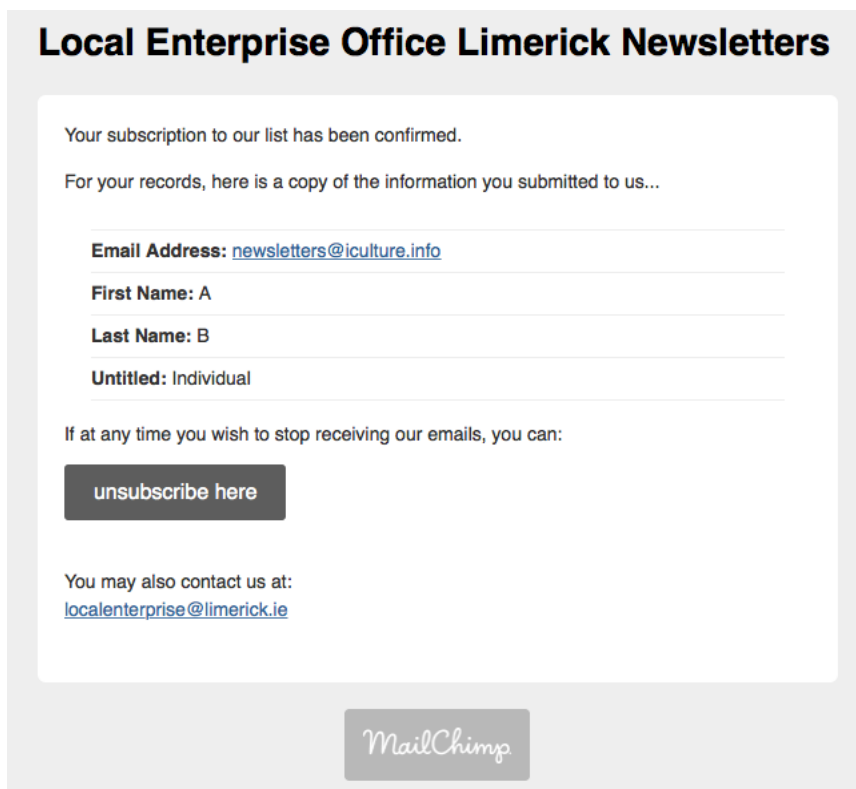 Local Enterprise Office Limerick Newsletters
Your subscription to our list has been confirmed.
For your records, here is a copy of the information you submitted to us...
Email Address: newsletters@iculture.info
First Name: A
Last Name: B
Untitled: Individual
If at any time you wish to stop receiving our emails, you can:
unsubscribe here
You may also contact us at:
localenterprise@limerick.ie
MailChimp.